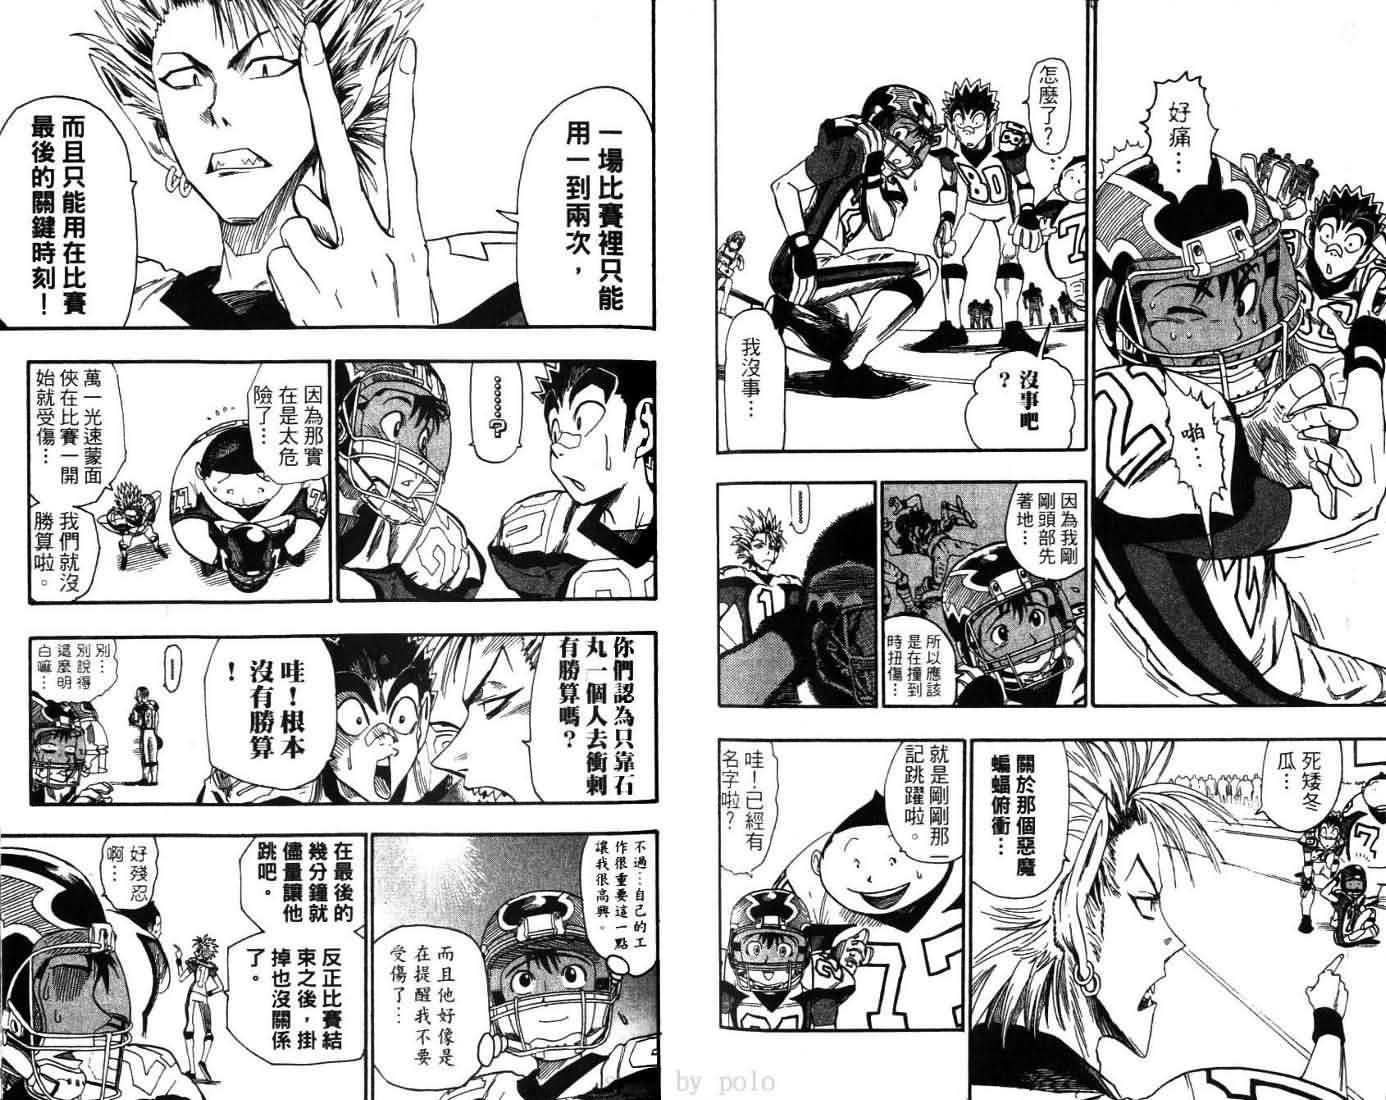 好痛…
啪…
怎麼了?
沒事吧
?
我沒事…
因為我剛
剛頭部先
著地…
所以應該
是在撞到
時扭傷…
…………
死矮冬
瓜…
關於那個惡魔
蝙蝠俯衝…
就是剛剛那一
記跳躍啦。
哇!已經有
名字啦?
一場比賽裡只能
用一到兩次,
而且只能用在比賽
最後的關鍵時刻!
……?
因為那實
在是太危
險了…
萬一光速蒙面
俠在比賽一開
始就受傷…
我們就沒
勝算啦。
你們認為只靠石
丸一個人去衝刺
有勝算嗎?
哇!根本
沒有勝算
!
別…
別說得
這麼明
白嘛…
不過…自己的工
作很重要這一點
讓我很高興。
而且他好像是
在提醒我不要
受傷了…
在最後的
幾分鐘就
儘量讓他
跳吧。
反正比賽結
束之後,掛
掉也沒關係
了。
好殘忍
啊…
by polo